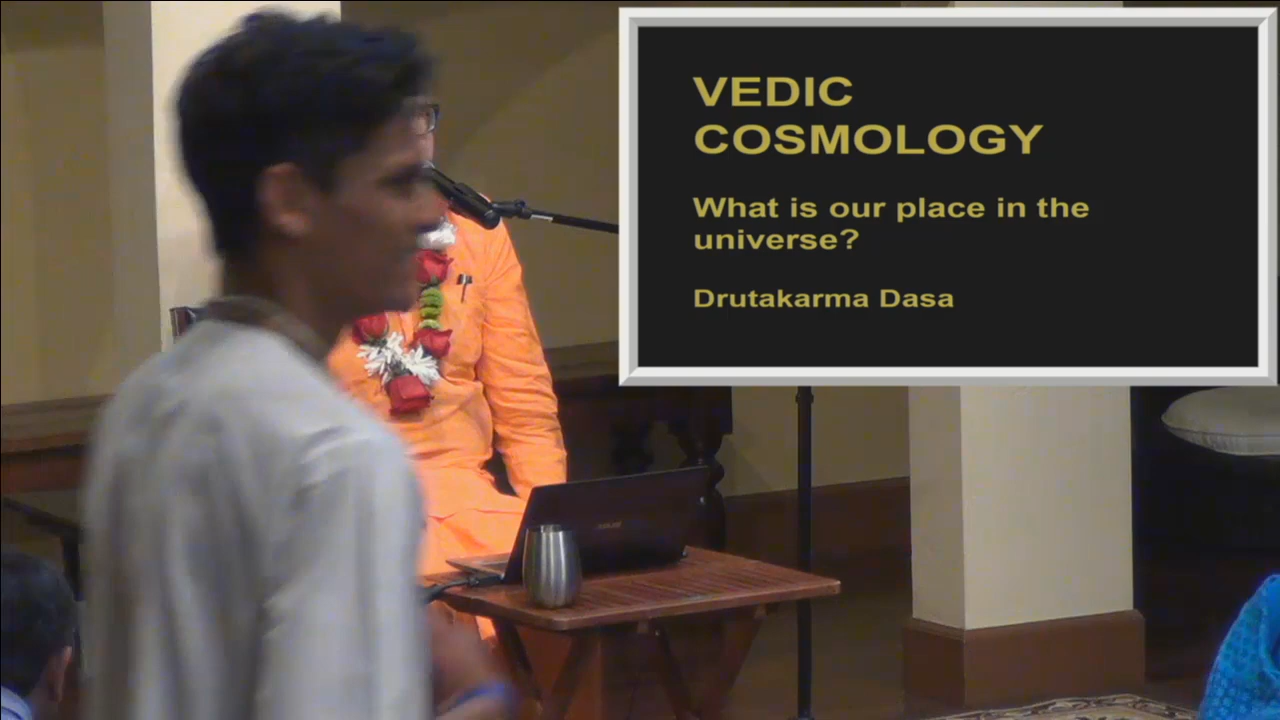 VEDIC
COSMOLOGY
What is our place in the
universe?
Drutakarma Dasa